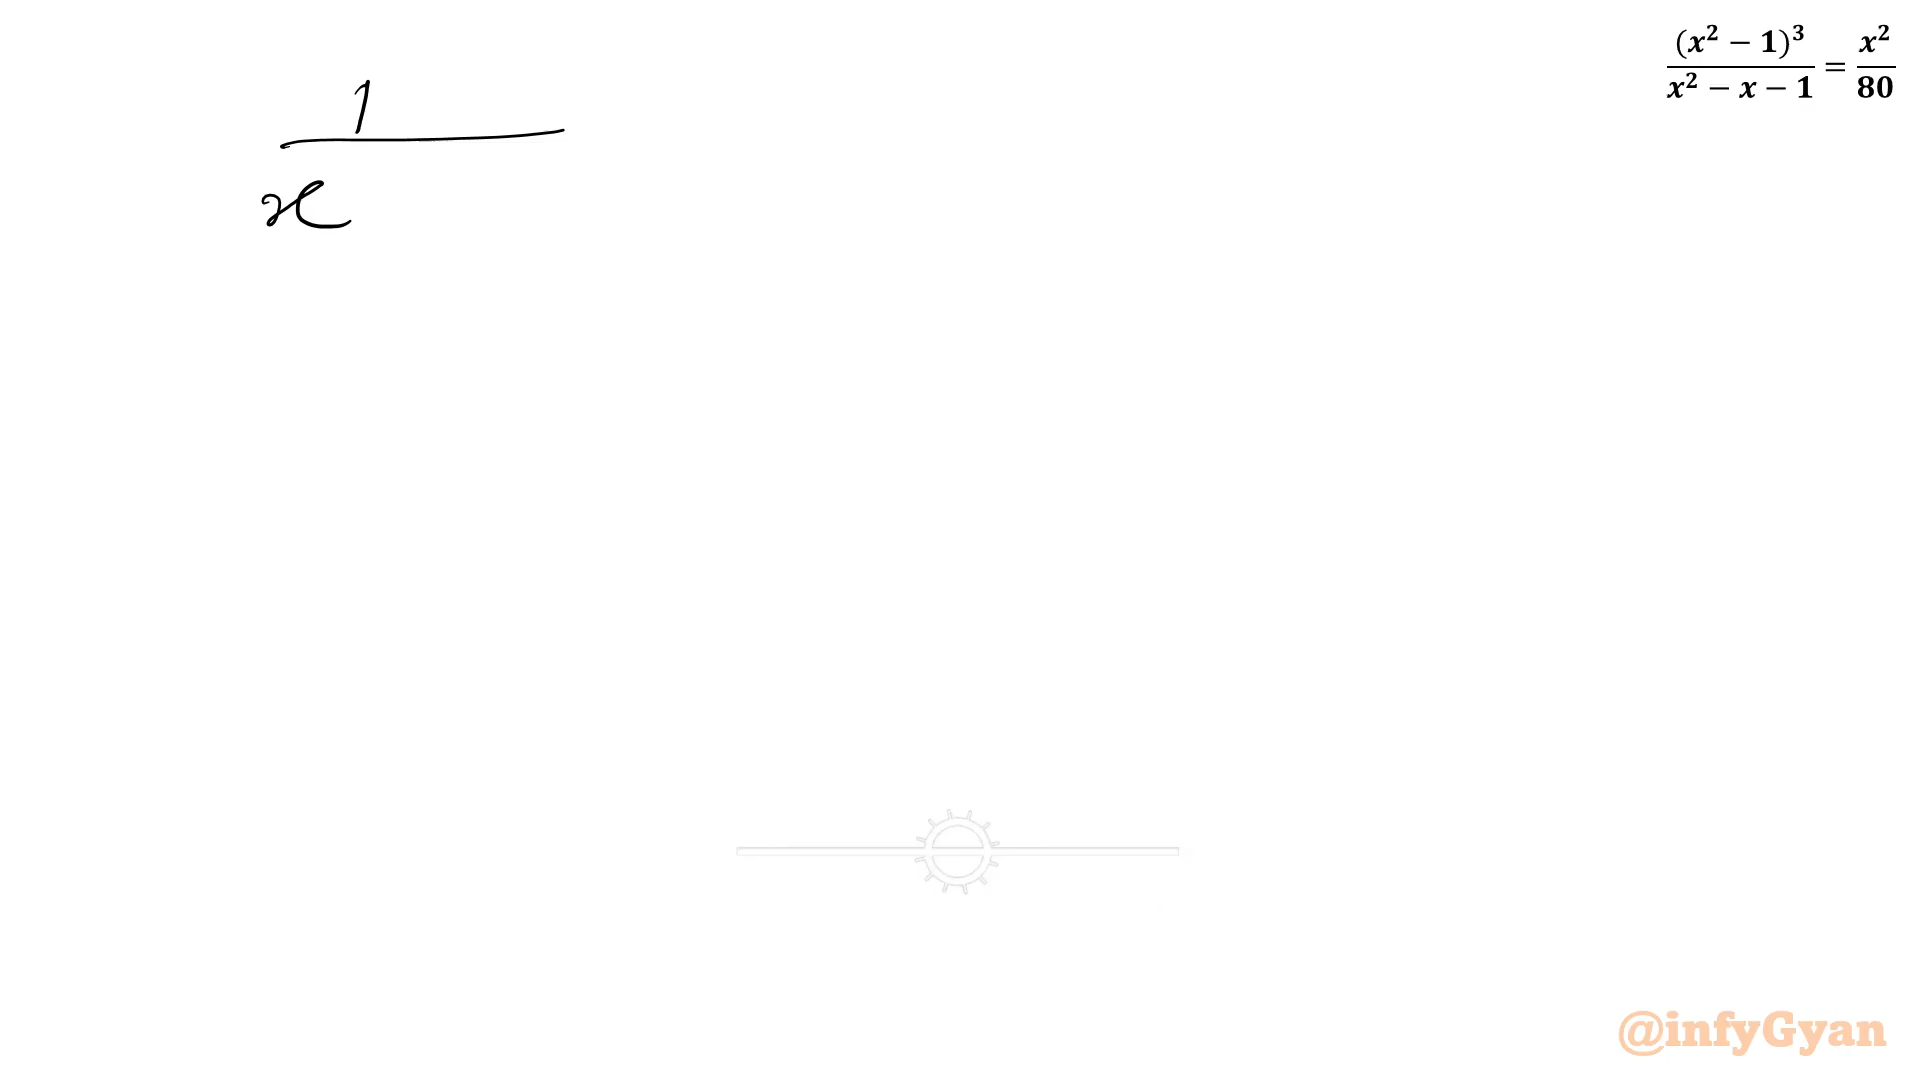 (x² − 1)³ / (x² − x − 1) = x² / 80
1
x
@infyGyan